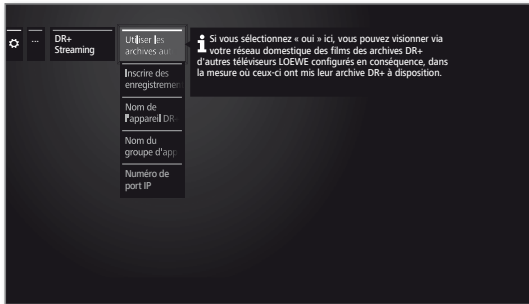 ...
DR+
Streaming
Utiliser les
archives au
Inscrire des
enregistremen
Nom de
l'appareil DR+
Nom du
groupe d'app
Numéro de
port IP
Si vous sélectionnez « oui » ici, vous pouvez visionner via
votre réseau domestique des films des archives DR+
d'autres téléviseurs LOEWE configurés en conséquence, dans
la mesure où ceux-ci ont mis leur archive DR+ à disposition.